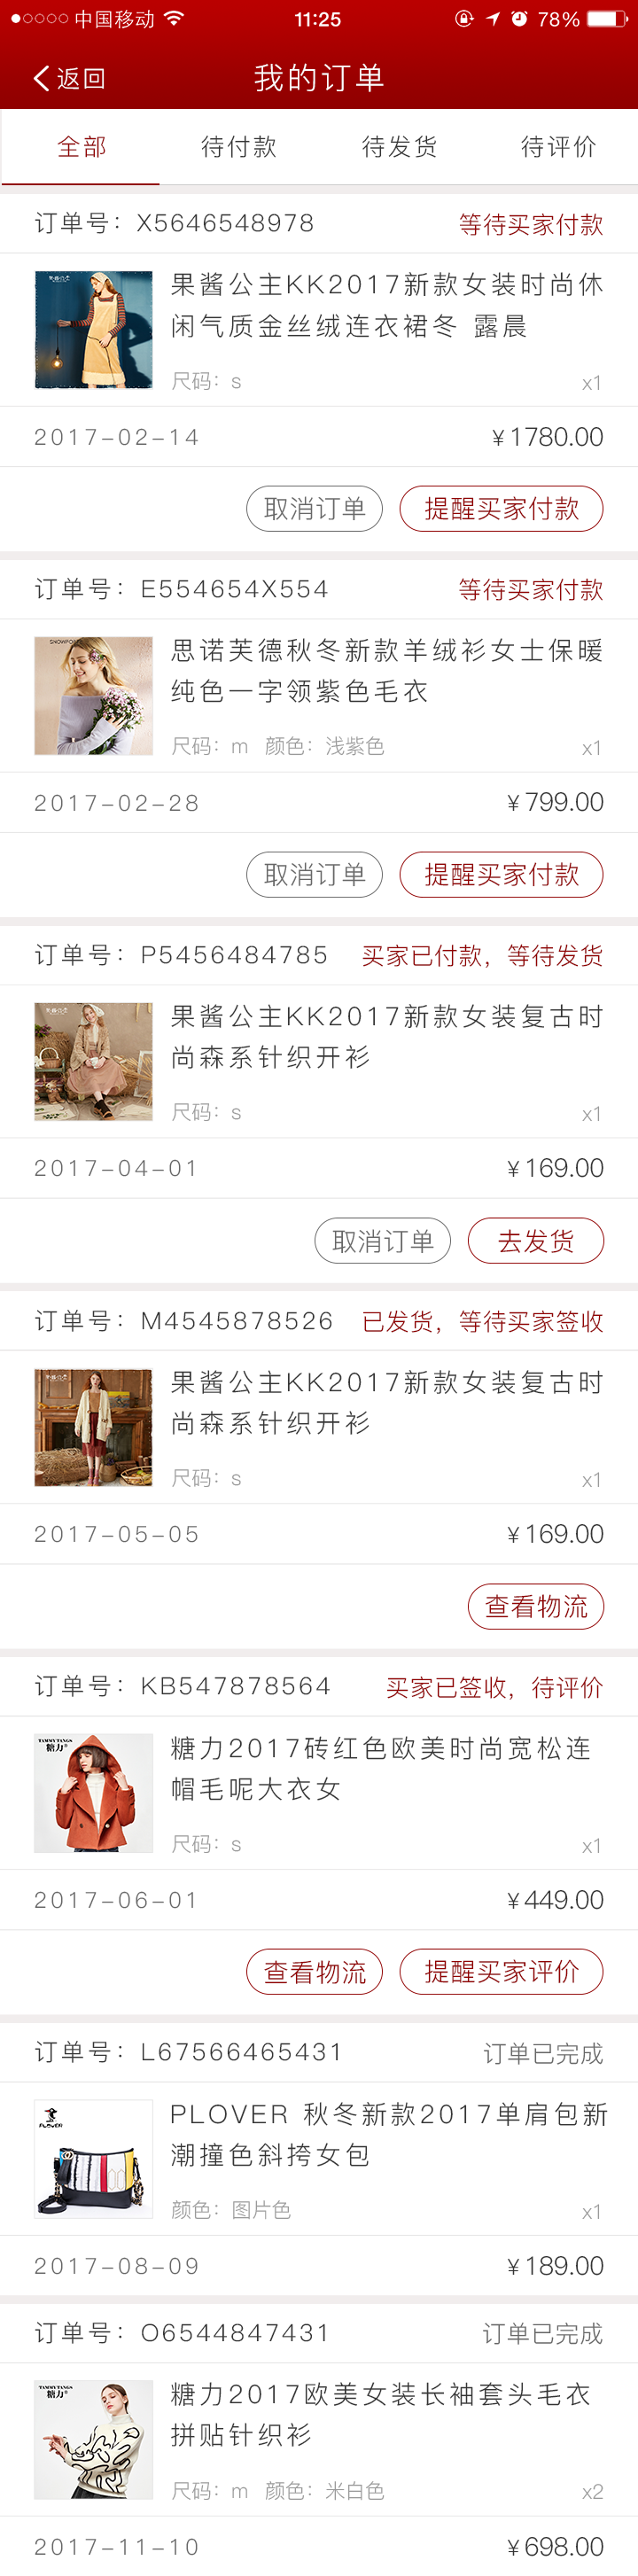 中国移动 11:25 78%
返回 我的订单
全部 待付款 待发货 待评价
订单号：X5646548978 等待买家付款
果酱公主KK2017新款女装时尚休
闲气质金丝绒连衣裙冬 露晨
尺码：s x1
2017-02-14 ¥1780.00
取消订单 提醒买家付款
订单号：E554654X554 等待买家付款
思诺芙德秋冬新款羊绒衫女士保暖
纯色一字领紫色毛衣
尺码：m 颜色：浅紫色 x1
2017-02-28 ¥799.00
取消订单 提醒买家付款
订单号：P5456484785 买家已付款，等待发货
果酱公主KK2017新款女装复古时
尚森系针织开衫
尺码：s x1
2017-04-01 ¥169.00
取消订单 去发货
订单号：M4545878526 已发货，等待买家签收
果酱公主KK2017新款女装复古时
尚森系针织开衫
尺码：s x1
2017-05-05 ¥169.00
查看物流
订单号：KB547878564 买家已签收，待评价
TAMMYTANGS
糖力®
糖力2017砖红色欧美时尚宽松连
帽毛呢大衣女
尺码：s x1
2017-06-01 ¥449.00
查看物流 提醒买家评价
订单号：L67566465431 订单已完成
PLOVER
PLOVER 秋冬新款2017单肩包新
潮撞色斜挎女包
颜色：图片色 x1
2017-08-09 ¥189.00
订单号：O6544847431 订单已完成
TAMMYTANGS
糖力®
糖力2017欧美女装长袖套头毛衣
拼贴针织衫
尺码：m 颜色：米白色 x2
2017-11-10 ¥698.00